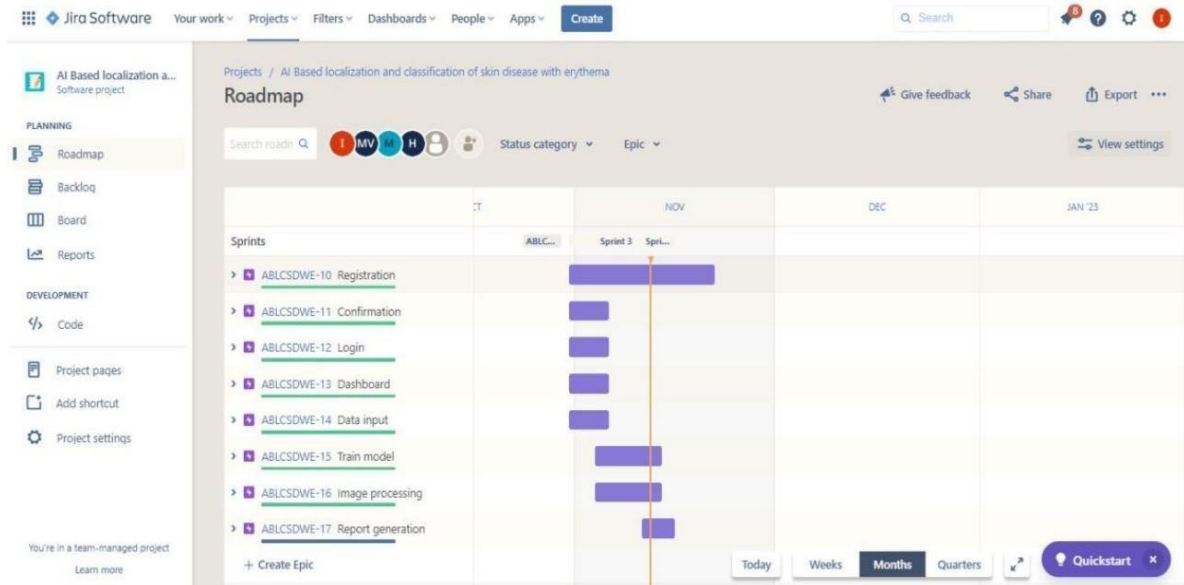 Jira Software Your work Projects Filters Dashboards People Apps Create Search 8 ? I
AI Based localization a...
Software project
PLANNING
Roadmap
Backlog
Board
Reports
DEVELOPMENT
Code
Project pages
Add shortcut
Project settings
You're in a team-managed project
Learn more
Projects / AI Based localization and classification of skin disease with erythema
Roadmap
Give feedback Share Export
Search roadm I MV M H Status category Epic View settings
CT NOV DEC JAN '23
Sprints ABLC... Sprint 3 Spri...
ABLCSDWE-10 Registration
ABLCSDWE-11 Confirmation
ABLCSDWE-12 Login
ABLCSDWE-13 Dashboard
ABLCSDWE-14 Data input
ABLCSDWE-15 Train model
ABLCSDWE-16 Image processing
ABLCSDWE-17 Report generation
+ Create Epic
Today Weeks Months Quarters Quickstart x